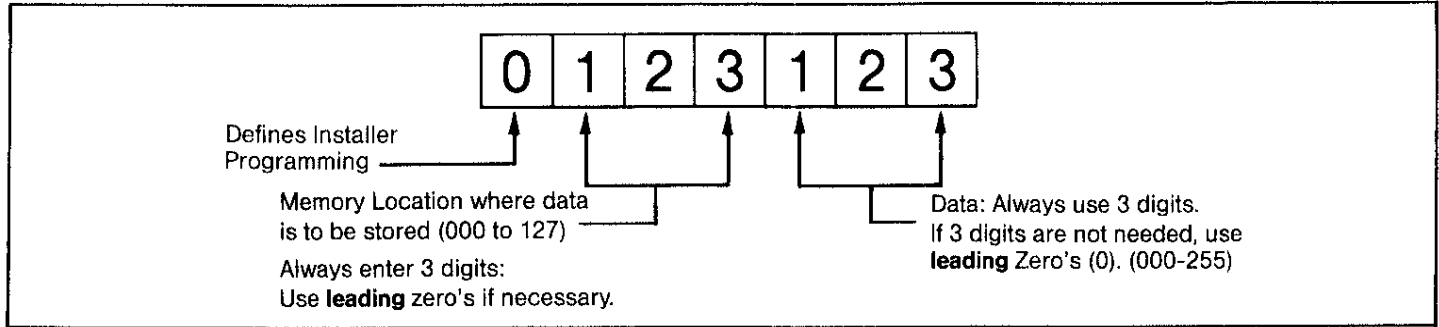 0 1 2 3 1 2 3
Defines Installer
Programming
Memory Location where data
is to be stored (000 to 127)
Always enter 3 digits:
Use leading zero's if necessary.
Data: Always use 3 digits.
If 3 digits are not needed, use
leading Zero's (0). (000-255)